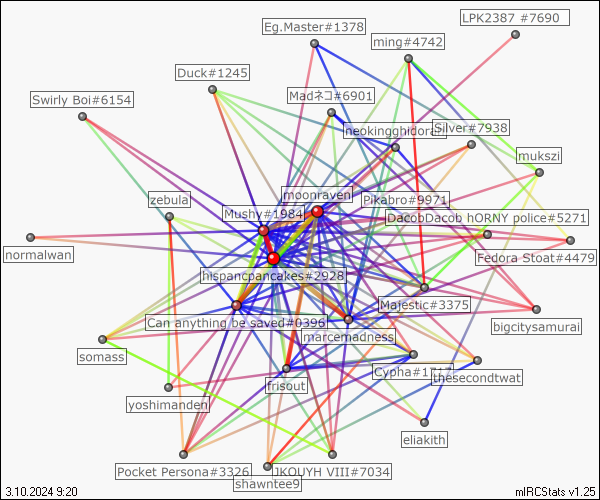 LPK2387 °#7690
Eg.Master#1378
ming#4742
Duck#1245
Swirly Boi#6154
Madネコ#6901
neokingghidorah
Silver#7938
mukszi
zebula
moonraven
Pikabro#9971
Mushy#1984
DacobDacob hORNY police#5271
normalwan
Fedora Stoat#4479
hispancpancakes#2928
Majestic#3375
Can anything be saved#0396
bigcitysamurai
marcemadness
somass
thesecondtwat
frisout
yoshimanden
eliakith
Pocket Persona#3326
JKQUYH VIII#7034
shawntee9
3.10.2024 9:20
mIRCStats v1.25